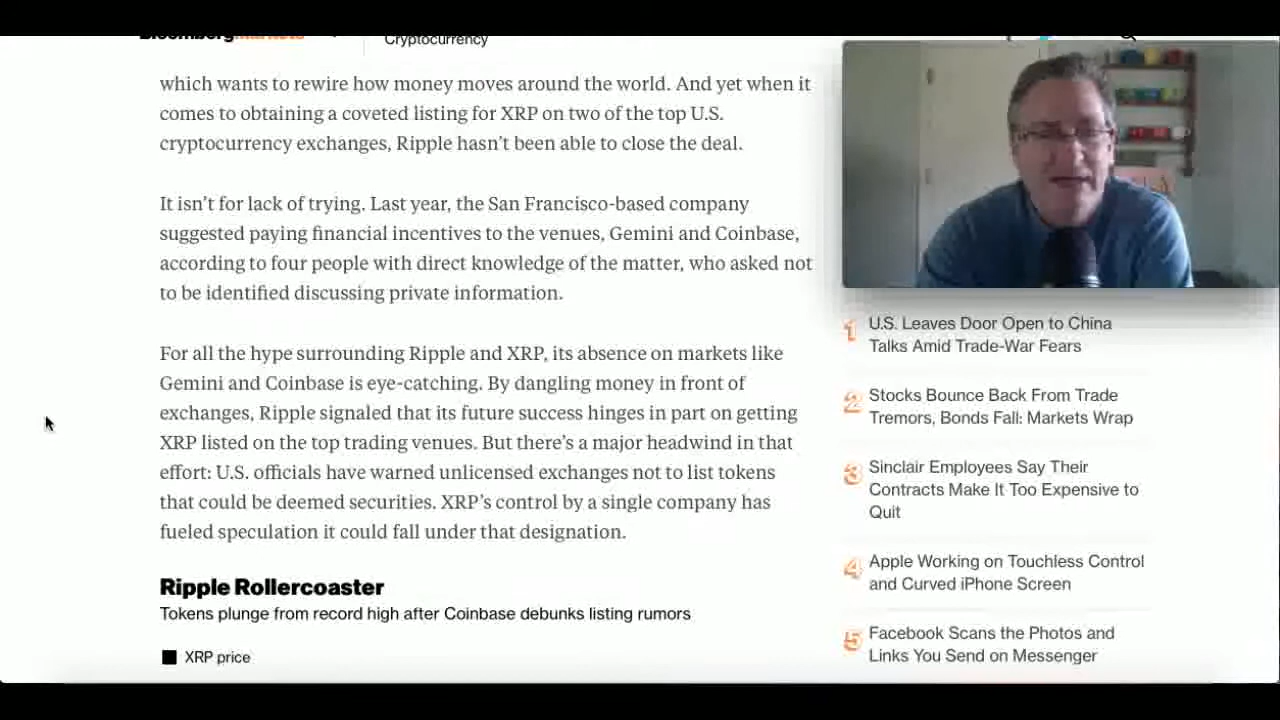 Bloomberg Markets
Cryptocurrency
which wants to rewire how money moves around the world. And yet when it
comes to obtaining a coveted listing for XRP on two of the top U.S.
cryptocurrency exchanges, Ripple hasn't been able to close the deal.
It isn't for lack of trying. Last year, the San Francisco-based company
suggested paying financial incentives to the venues, Gemini and Coinbase,
according to four people with direct knowledge of the matter, who asked not
to be identified discussing private information.
For all the hype surrounding Ripple and XRP, its absence on markets like
Gemini and Coinbase is eye-catching. By dangling money in front of
exchanges, Ripple signaled that its future success hinges in part on getting
XRP listed on the top trading venues. But there's a major headwind in that
effort: U.S. officials have warned unlicensed exchanges not to list tokens
that could be deemed securities. XRP's control by a single company has
fueled speculation it could fall under that designation.
Ripple Rollercoaster
Tokens plunge from record high after Coinbase debunks listing rumors
XRP price
1 U.S. Leaves Door Open to China
Talks Amid Trade-War Fears
2 Stocks Bounce Back From Trade
Tremors, Bonds Fall: Markets Wrap
3 Sinclair Employees Say Their
Contracts Make It Too Expensive to
Quit
4 Apple Working on Touchless Control
and Curved iPhone Screen
5 Facebook Scans the Photos and
Links You Send on Messenger